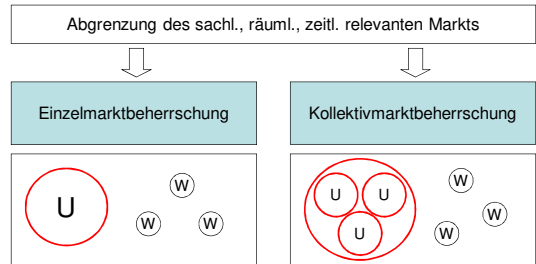 Abgrenzung des sachl., räuml., zeitl. relevanten Markts
Einzelmarktbeherrschung
Kollektivmarktbeherrschung
U
W
W
W
U
U
U
W
W
W